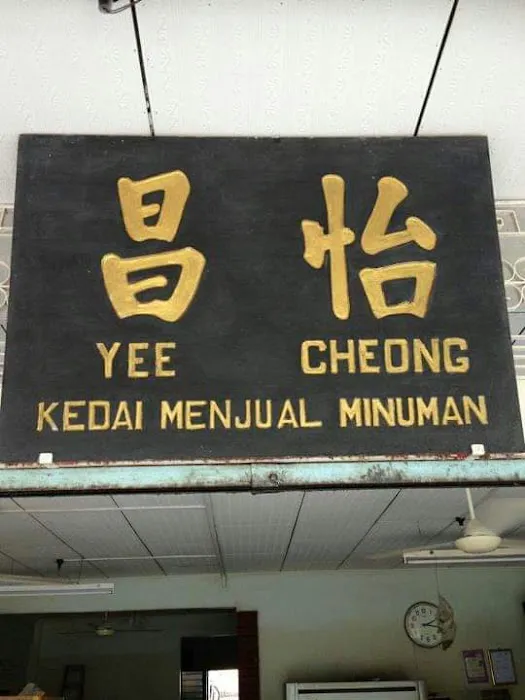 怡昌
YEE CHEONG
KEDAI MENJUAL MINUMAN